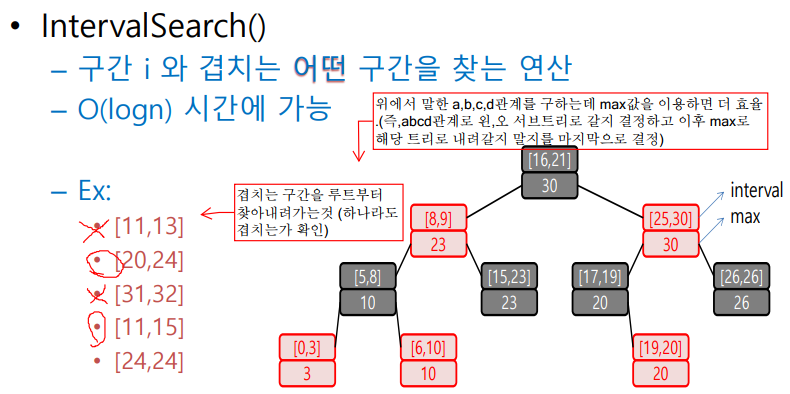 • IntervalSearch()
– 구간 i 와 겹치는 어떤 구간을 찾는 연산
– O(logn) 시간에 가능
위에서 말한 a,b,c,d관계를 구하는데 max값을 이용하면 더 효율
.(즉,abcd관계로 왼,오 서브트리로 갈지 결정하고 이후 max로
해당 트리로 내려갈지 말지를 마지막으로 결정)
– Ex:
• [11,13]
• [20,24]
• [31,32]
• [11,15]
• [24,24]
겹치는 구간을 루트부터
찾아내려가는것 (하나라도
겹치는가 확인)
[16,21]
30
interval
max
[8,9]
23
[25,30]
30
[5,8]
10
[15,23]
23
[17,19]
20
[26,26]
26
[0,3]
3
[6,10]
10
[19,20]
20